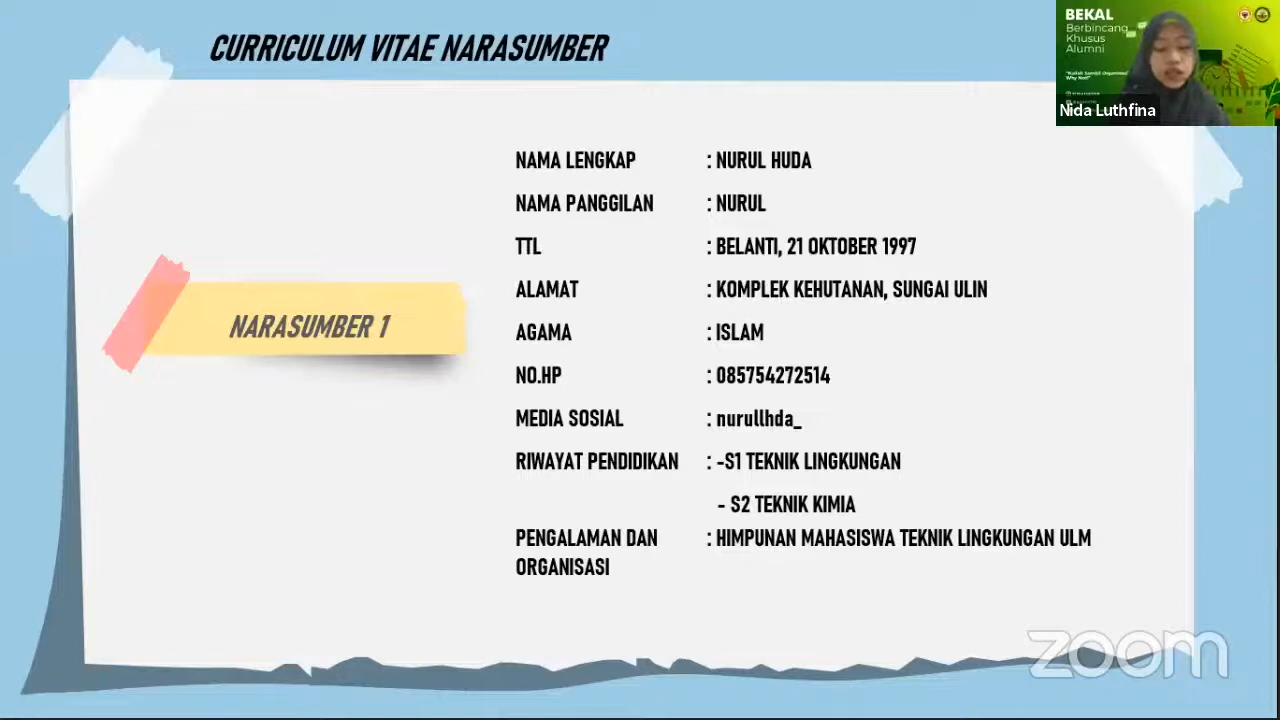 CURRICULUM VITAE NARASUMBER
BEKAL
Berbincang
Khusus
Alumni
Why Not!"
Nida Luthfina
NARASUMBER 1
NAMA LENGKAP : NURUL HUDA
NAMA PANGGILAN : NURUL
TTL : BELANTI, 21 OKTOBER 1997
ALAMAT : KOMPLEK KEHUTANAN, SUNGAI ULIN
AGAMA : ISLAM
NO.HP : 085754272514
MEDIA SOSIAL : nurullhda_
RIWAYAT PENDIDIKAN : -S1 TEKNIK LINGKUNGAN
- S2 TEKNIK KIMIA
PENGALAMAN DAN : HIMPUNAN MAHASISWA TEKNIK LINGKUNGAN ULM
ORGANISASI
zoom